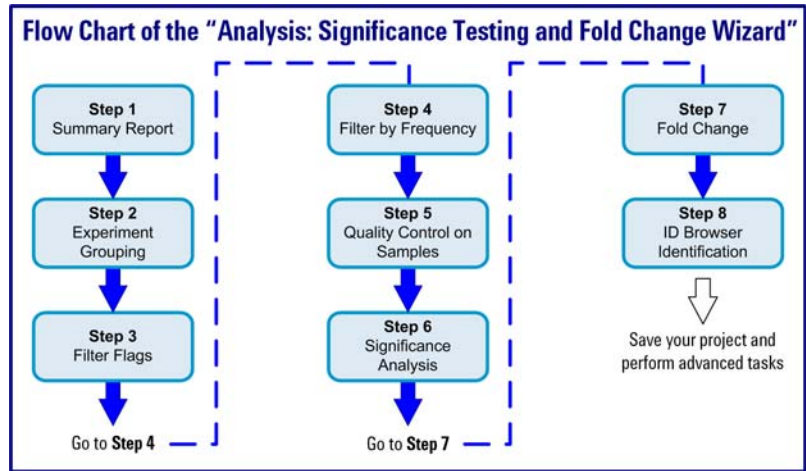 Flow Chart of the "Analysis: Significance Testing and Fold Change Wizard"
Step 1
Summary Report
Step 2
Experiment
Grouping
Step 3
Filter Flags
Go to Step 4
Step 4
Filter by Frequency
Step 5
Quality Control on
Samples
Step 6
Significance
Analysis
Go to Step 7
Step 7
Fold Change
Step 8
ID Browser
Identification
Save your project and
perform advanced tasks